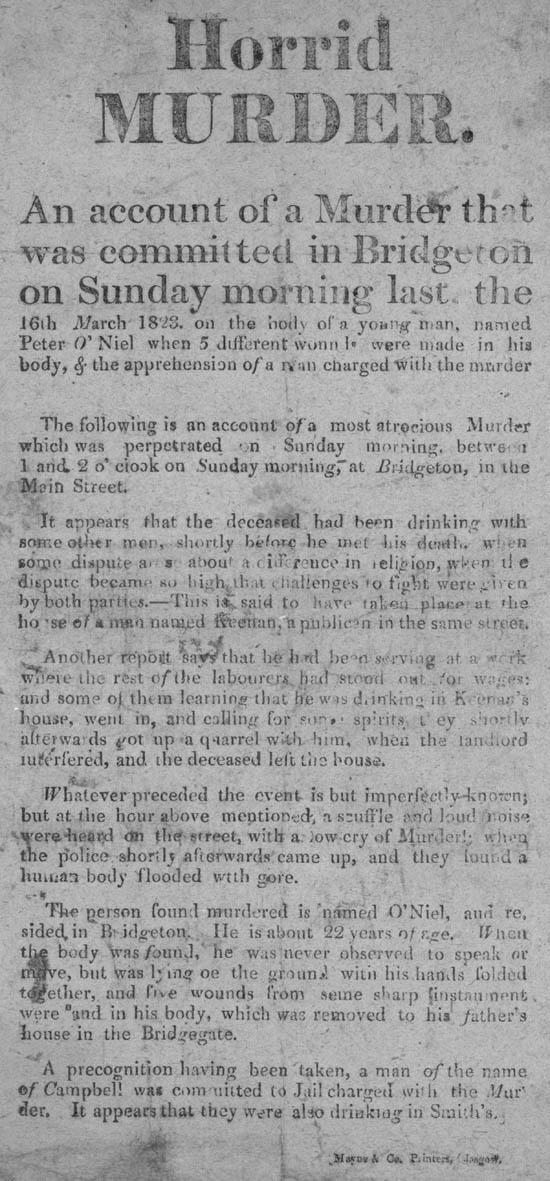 Horrid
MURDER.
An account of a Murder that
was committed in Bridgeton
on Sunday morning last, the
16th March 1823. on the body of a young man, named
Peter O' Niel when 5 different wounds were made in his
body, & the apprehension of a man charged with the murder
The following is an account of a most atrocious Murder
which was perpetrated on Sunday morning, between
1 and 2 o' clook on Sunday morning, at Bridgeton, in the
Main Street.
It appears that the deceased had been drinking with
some other men, shortly before he met his death, when
some dispute arose about a difference in religion, when the
dispute became so high that challenges to fight were given
by both parties.—This is said to have taken place at the
house of a man named Keenan, a publican in the same street.
Another report says that he had been serving at a work
where the rest of the labourers had stood out for wages;
and some of them learning that he was drinking in Keenan's
house, went in, and calling for some spirits, they shortly
afterwards got up a quarrel with him, when the landlord
interfered, and the deceased left the house.
Whatever preceded the event is but imperfectly known;
but at the hour above mentioned, a scuffle and loud noise
were heard on the street, with a low cry of Murder!; when
the police shortly afterwards came up, and they found a
human body flooded with gore.
The person found murdered is named O'Niel, and re,
sided, in Bridgeton. He is about 22 years of age. When
the body was found, he was never observed to speak or
move, but was lying oe the ground with his hands folded
together, and five wounds from seme sharp instaument
were and in his body, which was removed to his father's
house in the Bridgegate.
A precognition having been taken, a man of the name
of Campbell was committed to Jail charged with the Mur
der. It appears that they were also drinking in Smith's.
Mayne & Co. Printers, Glasgow.